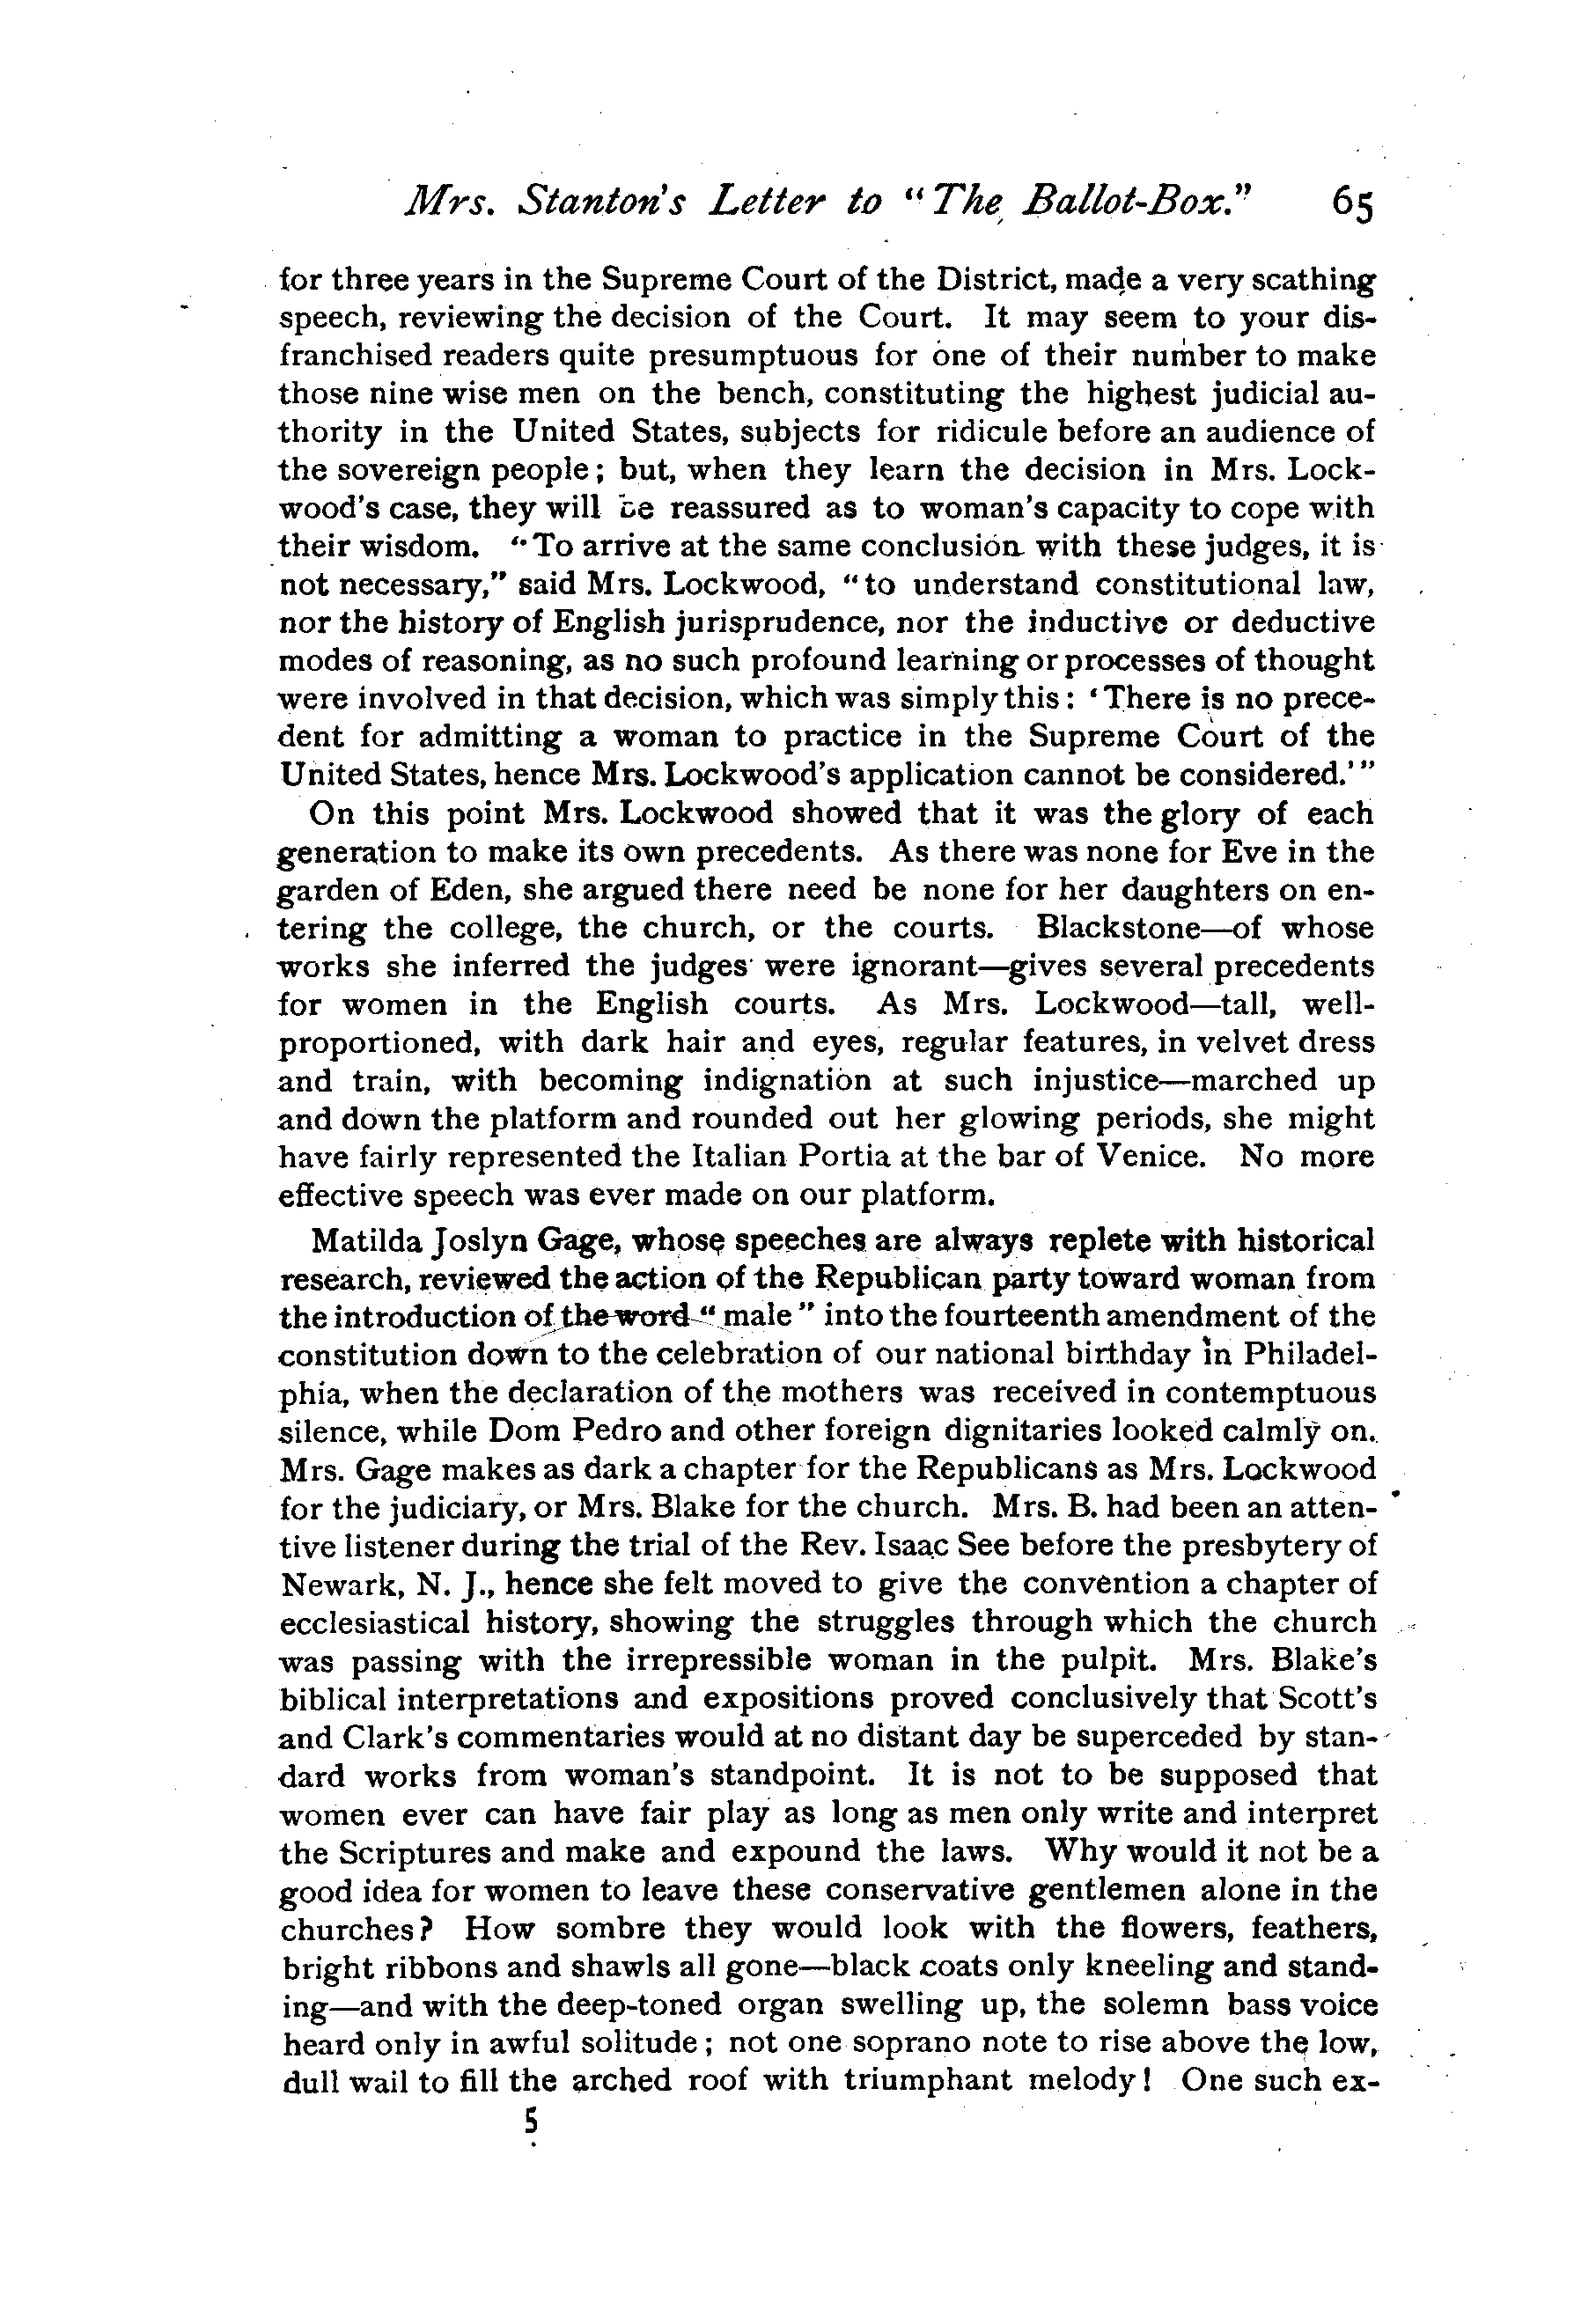 Mrs. Stanton's Letter to "The Ballot-Box." 65
for three years in the Supreme Court of the District, made a very scathing
speech, reviewing the decision of the Court. It may seem to your dis-
franchised readers quite presumptuous for one of their number to make
those nine wise men on the bench, constituting the highest judicial au-
thority in the United States, subjects for ridicule before an audience of
the sovereign people; but, when they learn the decision in Mrs. Lock-
wood's case, they will be reassured as to woman's capacity to cope with
their wisdom. "To arrive at the same conclusion with these judges, it is
not necessary," said Mrs. Lockwood, "to understand constitutional law,
nor the history of English jurisprudence, nor the inductive or deductive
modes of reasoning, as no such profound learning or processes of thought
were involved in that decision, which was simply this: 'There is no prece-
dent for admitting a woman to practice in the Supreme Court of the
United States, hence Mrs. Lockwood's application cannot be considered.'"
On this point Mrs. Lockwood showed that it was the glory of each
generation to make its own precedents. As there was none for Eve in the
garden of Eden, she argued there need be none for her daughters on en-
tering the college, the church, or the courts. Blackstone—of whose
works she inferred the judges were ignorant—gives several precedents
for women in the English courts. As Mrs. Lockwood—tall, well-
proportioned, with dark hair and eyes, regular features, in velvet dress
and train, with becoming indignation at such injustice—marched up
and down the platform and rounded out her glowing periods, she might
have fairly represented the Italian Portia at the bar of Venice. No more
effective speech was ever made on our platform.
Matilda Joslyn Gage, whose speeches are always replete with historical
research, reviewed the action of the Republican party toward woman from
the introduction of the word "male" into the fourteenth amendment of the
constitution down to the celebration of our national birthday in Philadel-
phia, when the declaration of the mothers was received in contemptuous
silence, while Dom Pedro and other foreign dignitaries looked calmly on.
Mrs. Gage makes as dark a chapter for the Republicans as Mrs. Lockwood
for the judiciary, or Mrs. Blake for the church. Mrs. B. had been an atten-
tive listener during the trial of the Rev. Isaac See before the presbytery of
Newark, N. J., hence she felt moved to give the convention a chapter of
ecclesiastical history, showing the struggles through which the church
was passing with the irrepressible woman in the pulpit. Mrs. Blake's
biblical interpretations and expositions proved conclusively that Scott's
and Clark's commentaries would at no distant day be superceded by stan-
dard works from woman's standpoint. It is not to be supposed that
women ever can have fair play as long as men only write and interpret
the Scriptures and make and expound the laws. Why would it not be a
good idea for women to leave these conservative gentlemen alone in the
churches? How sombre they would look with the flowers, feathers,
bright ribbons and shawls all gone—black coats only kneeling and stand-
ing—and with the deep-toned organ swelling up, the solemn bass voice
heard only in awful solitude; not one soprano note to rise above the low,
dull wail to fill the arched roof with triumphant melody! One such ex-
5